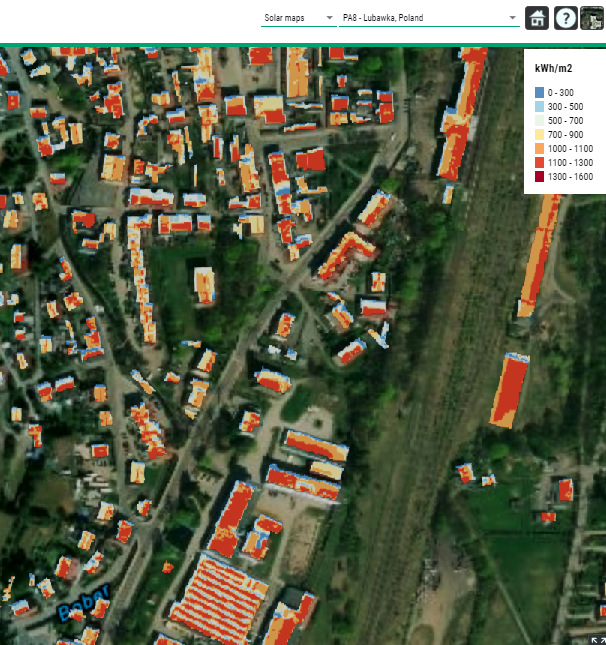 Solar maps
PA8 - Lubawka, Poland
?
kWh/m2
0 - 300
300 - 500
500 - 700
700 - 900
1000 - 1100
1100 - 1300
1300 - 1600
Bober